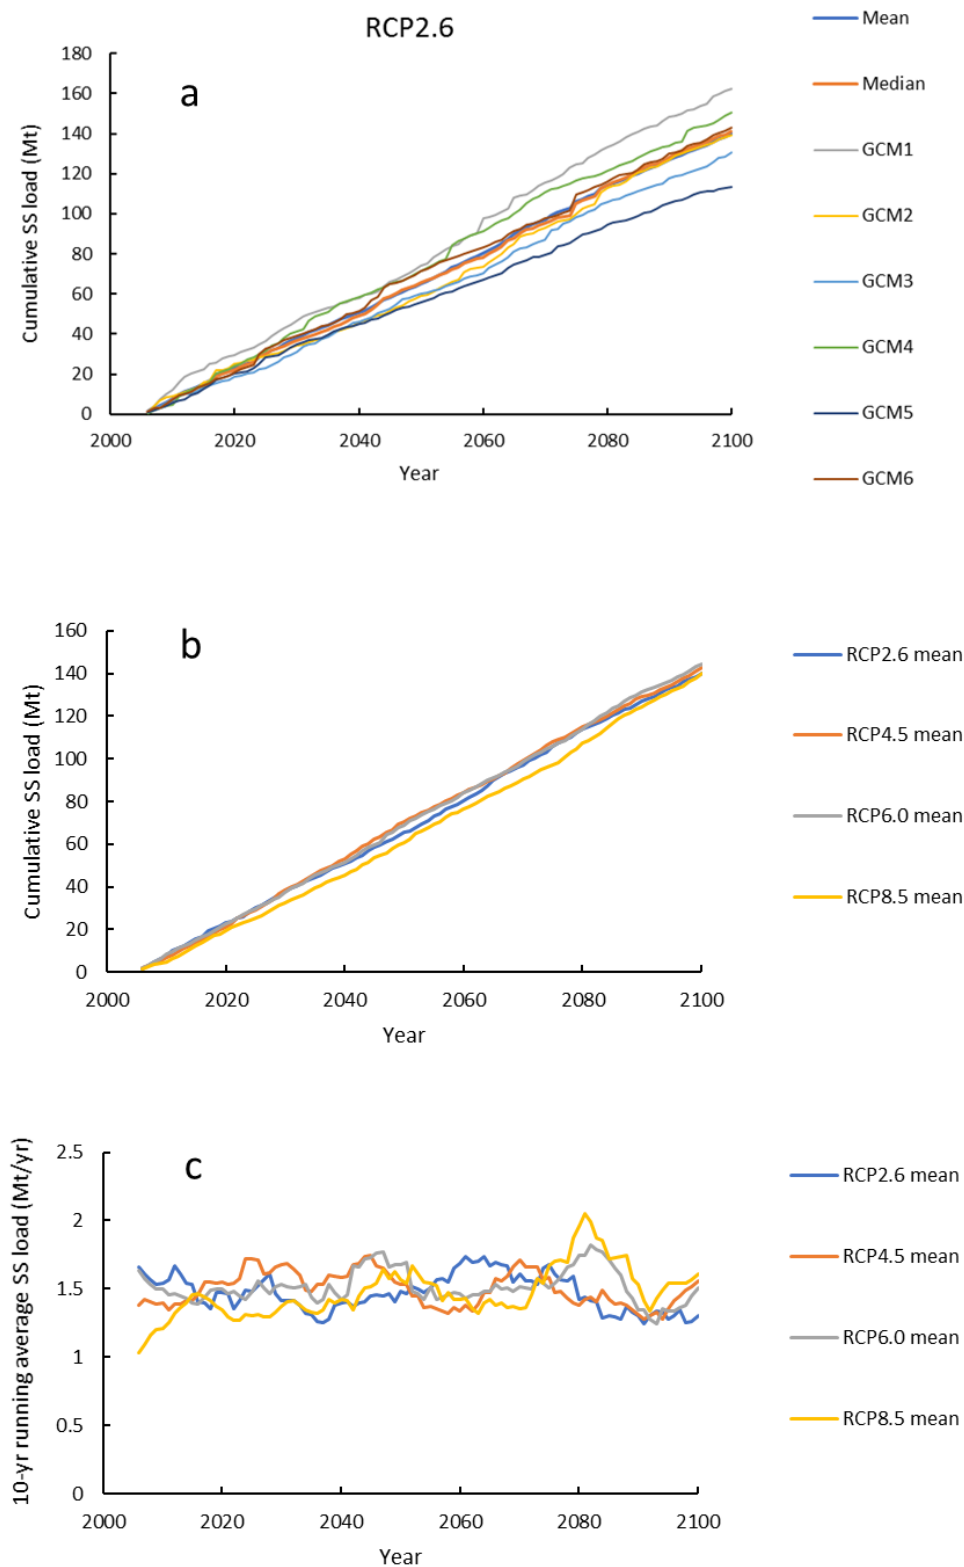 RCP2.6
a
Cumulative SS load (Mt)
180
160
140
120
100
80
60
40
20
0
2000 2020 2040 2060 2080 2100
Year
Mean
Median
GCM1
GCM2
GCM3
GCM4
GCM5
GCM6
b
Cumulative SS load (Mt)
160
140
120
100
80
60
40
20
0
2000 2020 2040 2060 2080 2100
Year
RCP2.6 mean
RCP4.5 mean
RCP6.0 mean
RCP8.5 mean
c
10-yr running average SS load (Mt/yr)
2.5
2
1.5
1
0.5
0
2000 2020 2040 2060 2080 2100
Year
RCP2.6 mean
RCP4.5 mean
RCP6.0 mean
RCP8.5 mean